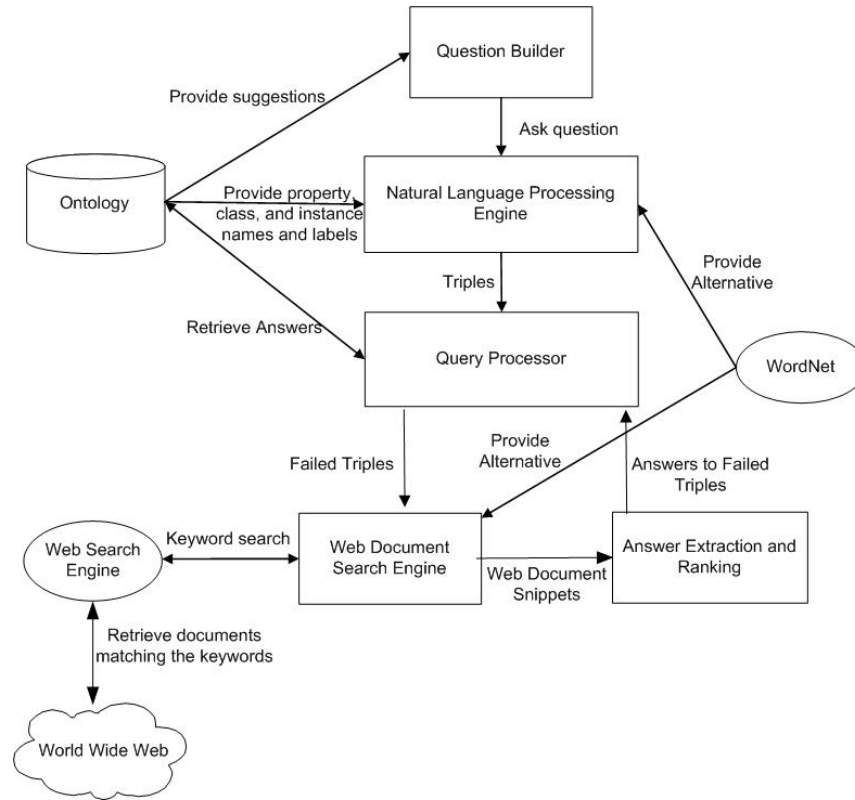 Question Builder
Provide suggestions
Ask question
Ontology
Provide property,
class, and instance
names and labels
Natural Language Processing
Engine
Provide
Alternative
Triples
Retrieve Answers
Query Processor
WordNet
Failed Triples
Provide
Alternative
Answers to Failed
Triples
Web Search
Engine
Keyword search
Web Document
Search Engine
Web Document
Snippets
Answer Extraction and
Ranking
Retrieve documents
matching the keywords
World Wide Web